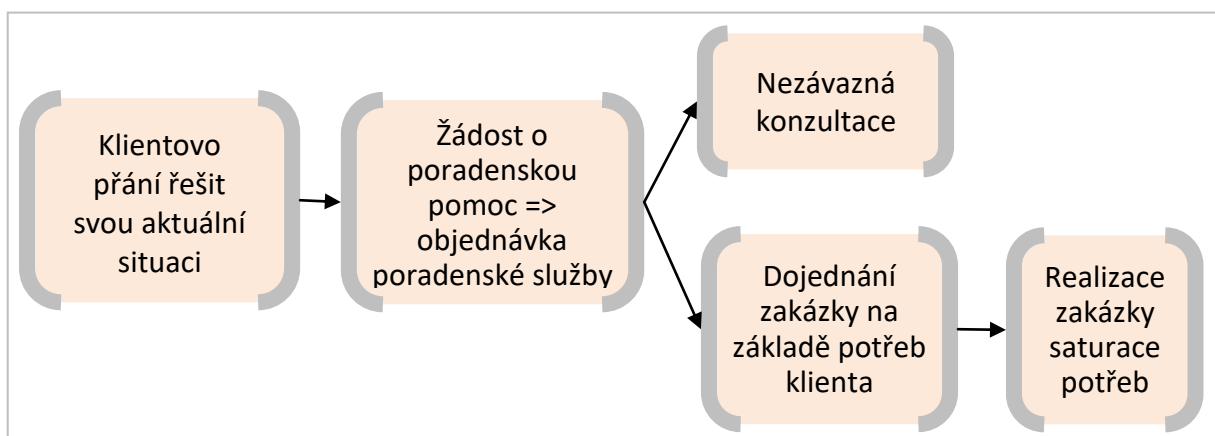 Klientovo
přání řešit
svou aktuální
situaci
Žádost o
poradenskou
pomoc =>
objednávka
poradenské služby
Nezávazná
konzultace
Dojednání
zakázky na
základě potřeb
klienta
Realizace
zakázky
saturace
potřeb